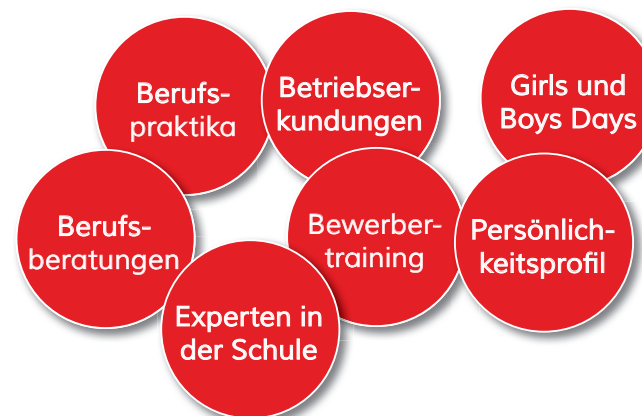 Berufs-
praktika
Betriebser-
kundungen
Girls und
Boys Days
Berufs-
beratungen
Bewerber-
training
Persönlich-
keitsprofil
Experten in
der Schule